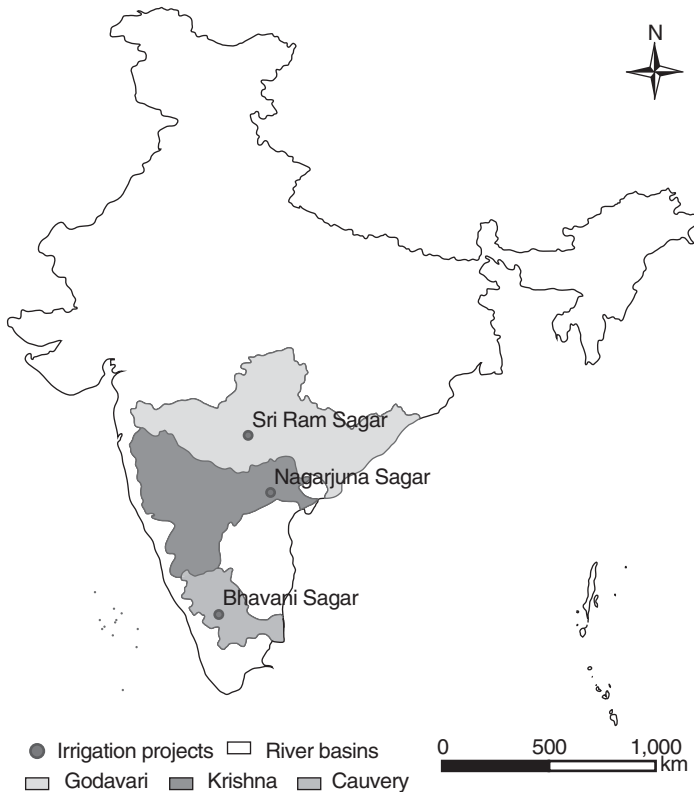 N
Sri Ram Sagar
Nagarjuna Sagar
Bhavani Sagar
Irrigation projects River basins
Godavari Krishna Cauvery
0 500 1,000
km